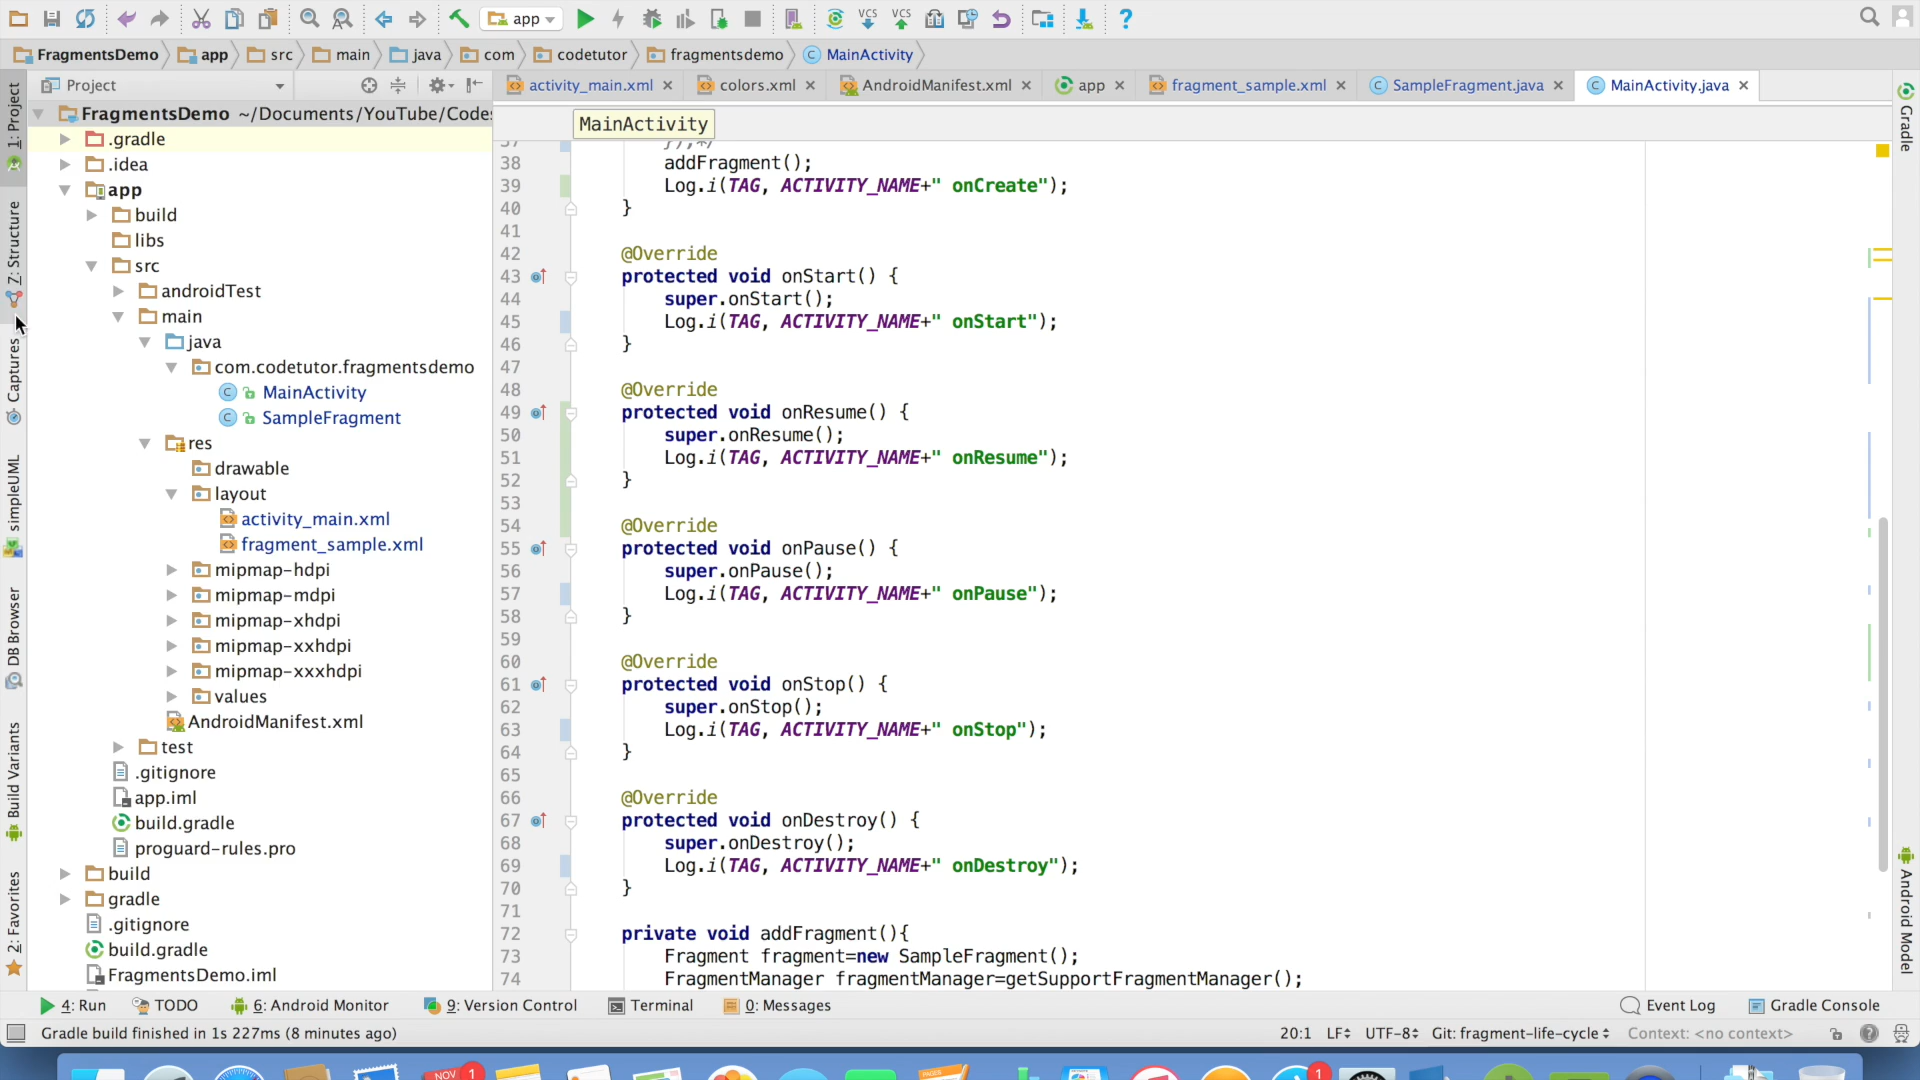 app
VCS VCS
FragmentsDemo app src main java com codetutor fragmentsdemo MainActivity
Project
activity_main.xml colors.xml AndroidManifest.xml app fragment_sample.xml SampleFragment.java MainActivity.java
MainActivity
FragmentsDemo ~/Documents/YouTube/Code
.gradle
.idea
app
build
libs
src
androidTest
main
java
com.codetutor.fragmentsdemo
MainActivity
SampleFragment
res
drawable
layout
activity_main.xml
fragment_sample.xml
mipmap-hdpi
mipmap-mdpi
mipmap-xhdpi
mipmap-xxhdpi
mipmap-xxxhdpi
values
AndroidManifest.xml
test
.gitignore
app.iml
build.gradle
proguard-rules.pro
build
gradle
.gitignore
build.gradle
FragmentsDemo.iml
1: Project
Z: Structure
Captures
simpleUML
DB Browser
Build Variants
2: Favorites
37 });*/
38 addFragment();
39 Log.i(TAG, ACTIVITY_NAME+" onCreate");
40 }
41
42 @Override
43 protected void onStart() {
44 super.onStart();
45 Log.i(TAG, ACTIVITY_NAME+" onStart");
46 }
47
48 @Override
49 protected void onResume() {
50 super.onResume();
51 Log.i(TAG, ACTIVITY_NAME+" onResume");
52 }
53
54 @Override
55 protected void onPause() {
56 super.onPause();
57 Log.i(TAG, ACTIVITY_NAME+" onPause");
58 }
59
60 @Override
61 protected void onStop() {
62 super.onStop();
63 Log.i(TAG, ACTIVITY_NAME+" onStop");
64 }
65
66 @Override
67 protected void onDestroy() {
68 super.onDestroy();
69 Log.i(TAG, ACTIVITY_NAME+" onDestroy");
70 }
71
72 private void addFragment(){
73 Fragment fragment=new SampleFragment();
74 FragmentManager fragmentManager=getSupportFragmentManager();
Gradle
Android Model
4: Run TODO 6: Android Monitor 9: Version Control Terminal 0: Messages Event Log Gradle Console
Gradle build finished in 1s 227ms (8 minutes ago) 20:1 LF UTF-8 Git: fragment-life-cycle Context: <no context>
NOV 1 PAGES 1